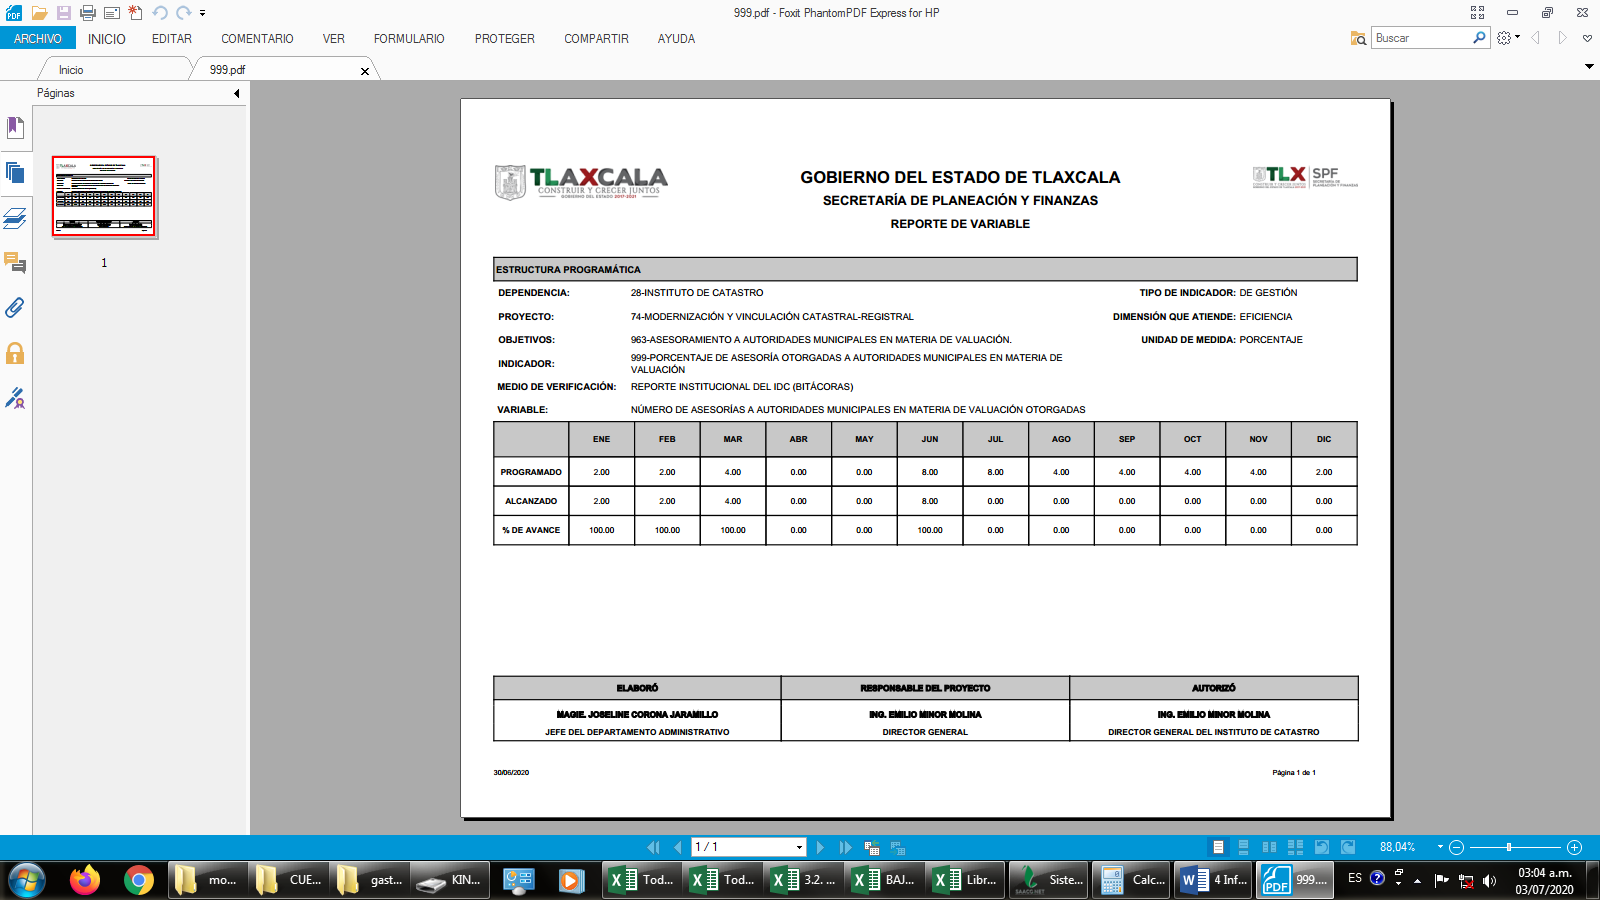 999.pdf - Foxit PhantomPDF Express for HP
ARCHIVO INICIO EDITAR COMENTARIO VER FORMULARIO PROTEGER COMPARTIR AYUDA Buscar
Inicio 999.pdf
Páginas
1
TLAXCALA
CONSTRUIR Y CRECER JUNTOS
GOBIERNO DEL ESTADO 2017-2021
GOBIERNO DEL ESTADO DE TLAXCALA
SECRETARÍA DE PLANEACIÓN Y FINANZAS
REPORTE DE VARIABLE
TLX SPF
SECRETARÍA DE
PLANEACIÓN Y FINANZAS
CONSTRUIR Y CRECER JUNTOS
ESTRUCTURA PROGRAMÁTICA
DEPENDENCIA: 28-INSTITUTO DE CATASTRO TIPO DE INDICADOR: DE GESTIÓN
PROYECTO: 74-MODERNIZACIÓN Y VINCULACIÓN CATASTRAL-REGISTRAL DIMENSIÓN QUE ATIENDE: EFICIENCIA
OBJETIVOS: 963-ASESORAMIENTO A AUTORIDADES MUNICIPALES EN MATERIA DE VALUACIÓN. UNIDAD DE MEDIDA: PORCENTAJE
INDICADOR: 999-PORCENTAJE DE ASESORÍA OTORGADAS A AUTORIDADES MUNICIPALES EN MATERIA DE
VALUACIÓN
MEDIO DE VERIFICACIÓN: REPORTE INSTITUCIONAL DEL IDC (BITÁCORAS)
VARIABLE: NÚMERO DE ASESORÍAS A AUTORIDADES MUNICIPALES EN MATERIA DE VALUACIÓN OTORGADAS
ENE FEB MAR ABR MAY JUN JUL AGO SEP OCT NOV DIC
PROGRAMADO 2.00 2.00 4.00 0.00 0.00 8.00 8.00 4.00 4.00 4.00 4.00 2.00
ALCANZADO 2.00 2.00 4.00 0.00 0.00 8.00 0.00 0.00 0.00 0.00 0.00 0.00
% DE AVANCE 100.00 100.00 100.00 0.00 0.00 100.00 0.00 0.00 0.00 0.00 0.00 0.00
ELABORÓ RESPONSABLE DEL PROYECTO AUTORIZÓ
MAGIE. JOSELINE CORONA JARAMILLO ING. EMILIO MINOR MOLINA ING. EMILIO MINOR MOLINA
JEFE DEL DEPARTAMENTO ADMINISTRATIVO DIRECTOR GENERAL DIRECTOR GENERAL DEL INSTITUTO DE CATASTRO
30/06/2020 Página 1 de 1
1 / 1 88,04%
mo... CUE... gast... KIN... Tod... Tod... 3.2. ... BAJ... Libr... Siste... Calc... 4 Inf... 999.... ES 03:04 a.m.
03/07/2020